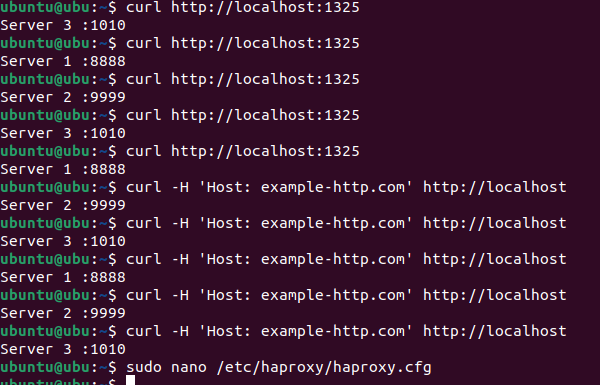 ubuntu@ubu:~$ curl http://localhost:1325
Server 3 :1010
ubuntu@ubu:~$ curl http://localhost:1325
Server 1 :8888
ubuntu@ubu:~$ curl http://localhost:1325
Server 2 :9999
ubuntu@ubu:~$ curl http://localhost:1325
Server 3 :1010
ubuntu@ubu:~$ curl http://localhost:1325
Server 1 :8888
ubuntu@ubu:~$ curl -H 'Host: example-http.com' http://localhost
Server 2 :9999
ubuntu@ubu:~$ curl -H 'Host: example-http.com' http://localhost
Server 3 :1010
ubuntu@ubu:~$ curl -H 'Host: example-http.com' http://localhost
Server 1 :8888
ubuntu@ubu:~$ curl -H 'Host: example-http.com' http://localhost
Server 2 :9999
ubuntu@ubu:~$ curl -H 'Host: example-http.com' http://localhost
Server 3 :1010
ubuntu@ubu:~$ sudo nano /etc/haproxy/haproxy.cfg
ubuntu@ubu:~$